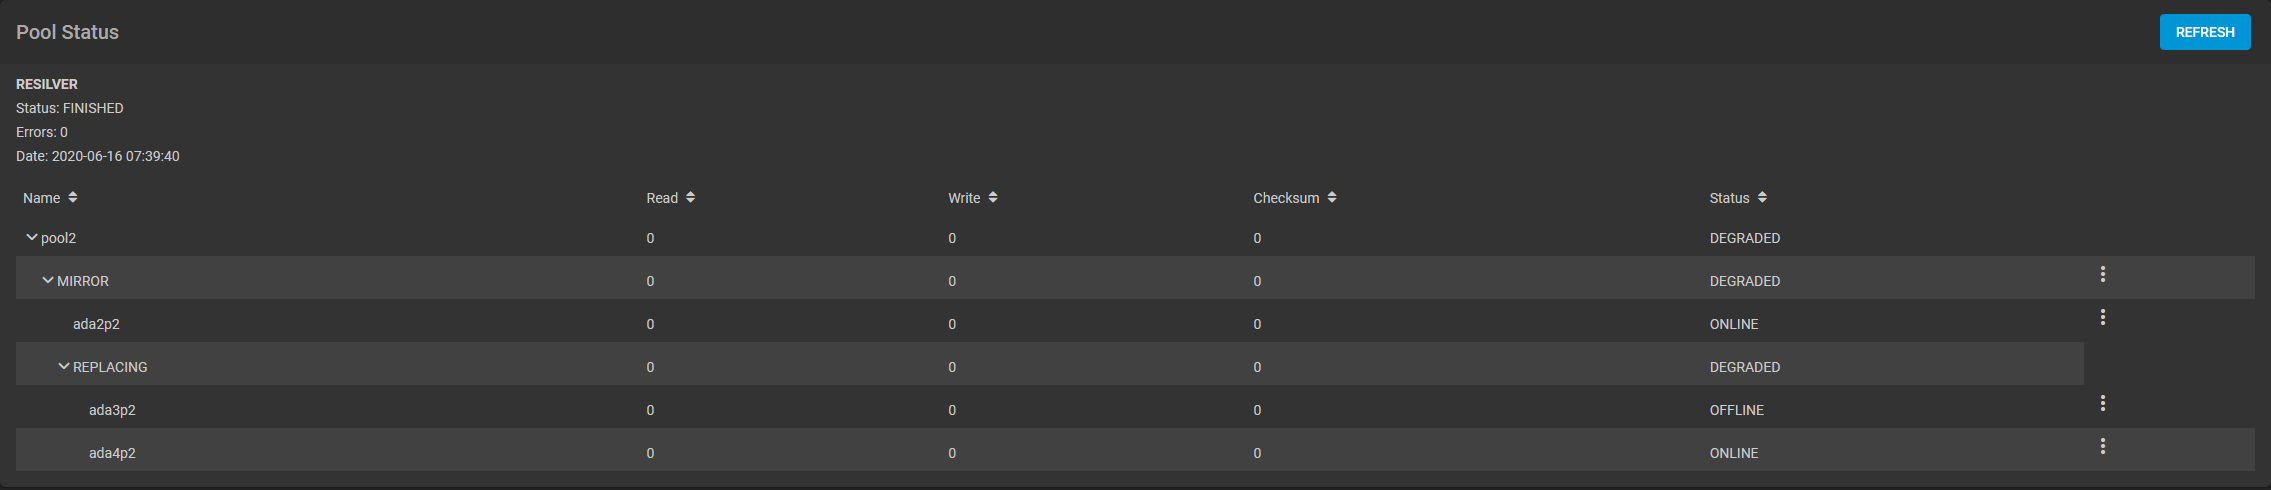 Pool Status
REFRESH
RESILVER
Status: FINISHED
Errors: 0
Date: 2020-06-16 07:39:40
Name Read Write Checksum Status
pool2 0 0 0 DEGRADED
MIRROR 0 0 0 DEGRADED
ada2p2 0 0 0 ONLINE
REPLACING 0 0 0 DEGRADED
ada3p2 0 0 0 OFFLINE
ada4p2 0 0 0 ONLINE